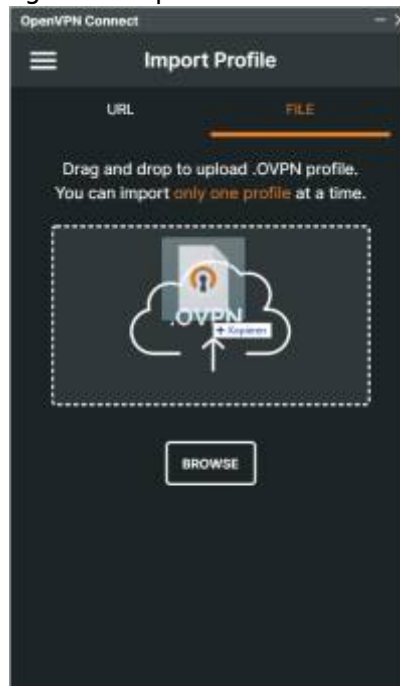 OpenVPN Connect
Import Profile
URL
FILE
Drag and drop to upload .OVPN profile.
You can import only one profile at a time.
.OVPN
+ Kopieren
BROWSE